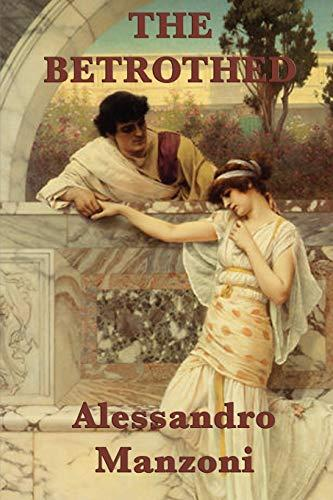 THE
BETROTHED
Alessandro
Manzoni